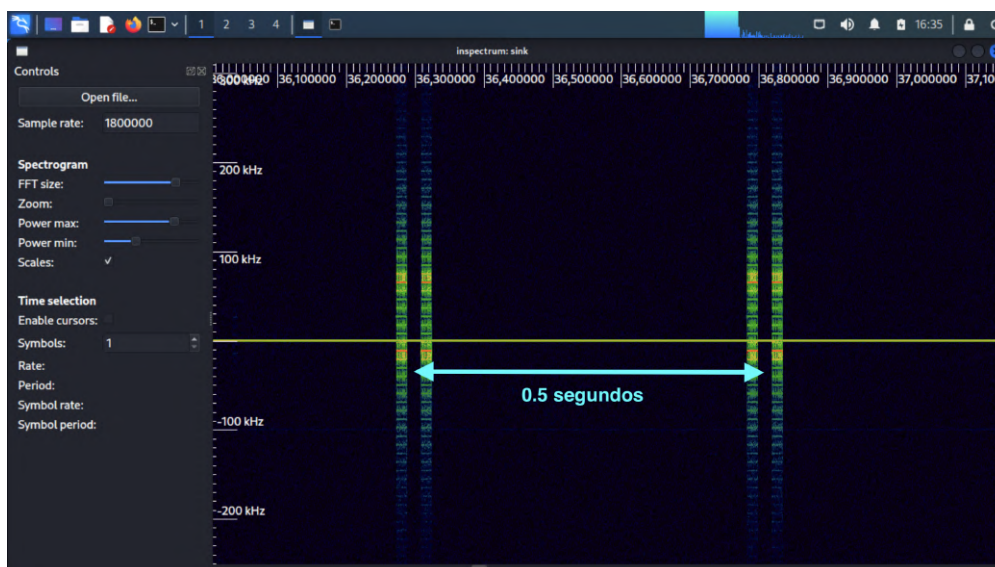 1 2 3 4 16:35
inspectrum: sink
Controls
Open file...
Sample rate: 1800000
Spectrogram
FFT size:
Zoom:
Power max:
Power min:
Scales:
Time selection
Enable cursors:
Symbols: 1
Rate:
Period:
Symbol rate:
Symbol period:
36,100000 36,200000 36,300000 36,400000 36,500000 36,600000 36,700000 36,800000 36,900000 37,000000 37,10
200 kHz
100 kHz
0.5 segundos
-100 kHz
-200 kHz